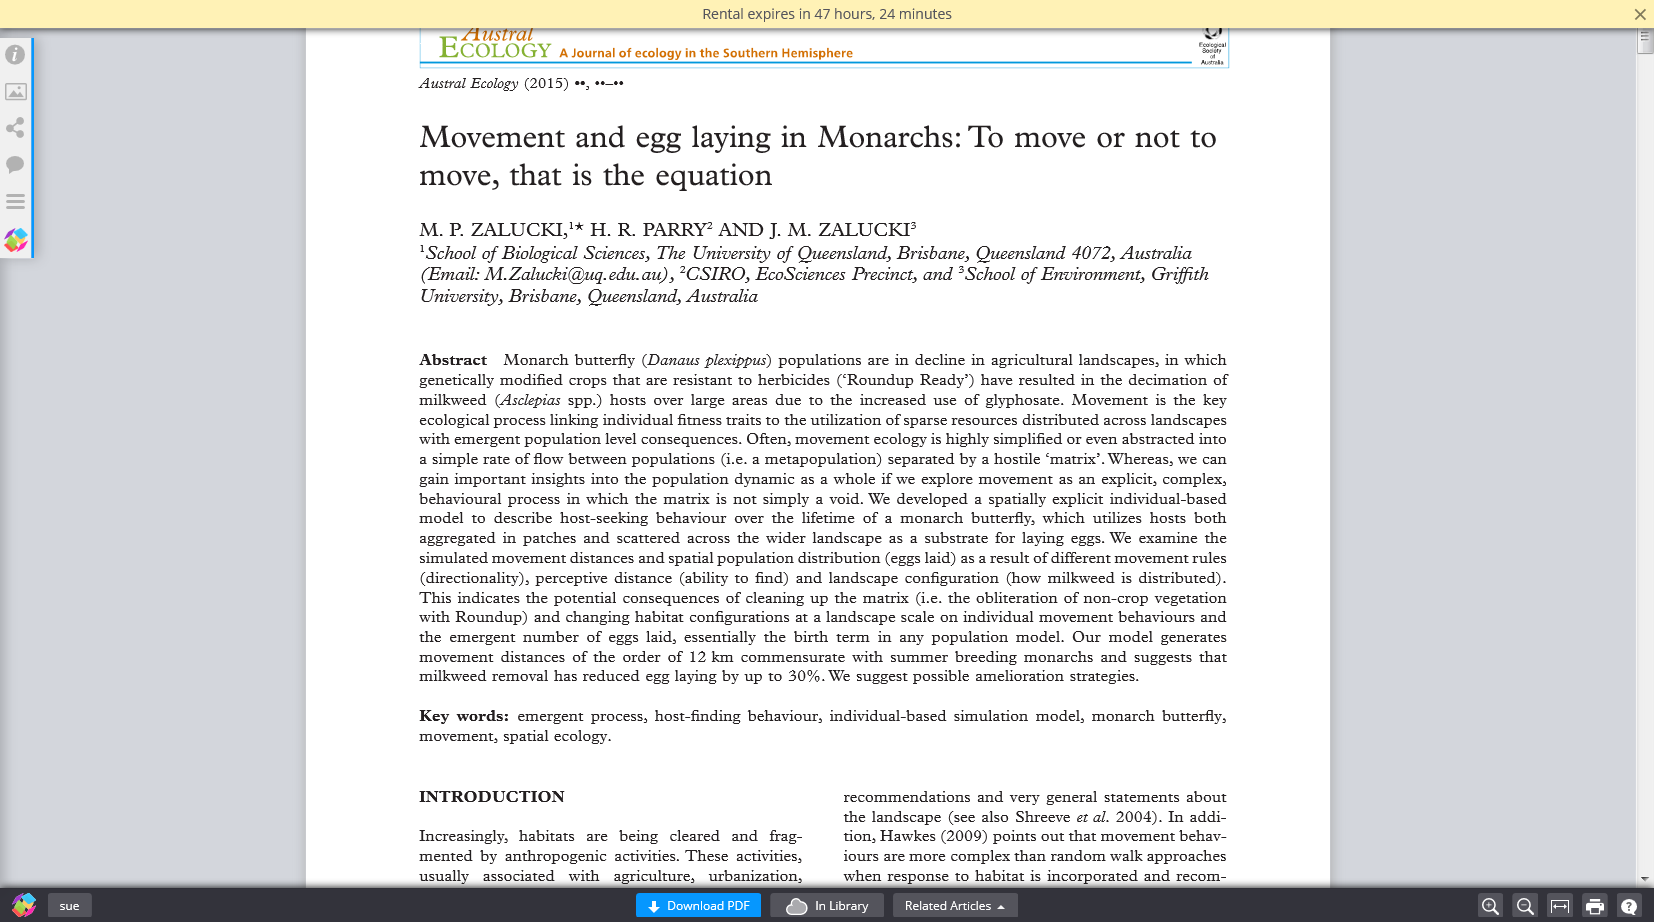 Rental expires in 47 hours, 24 minutes
Austral
ECOLOGY A Journal of ecology in the Southern Hemisphere
Ecological
Society
of
Australia
Austral Ecology (2015) ••, ••–••
Movement and egg laying in Monarchs: To move or not to
move, that is the equation
M. P. ZALUCKI,¹* H. R. PARRY² AND J. M. ZALUCKI³
¹School of Biological Sciences, The University of Queensland, Brisbane, Queensland 4072, Australia
(Email: M.Zalucki@uq.edu.au), ²CSIRO, EcoSciences Precinct, and ³School of Environment, Griffith
University, Brisbane, Queensland, Australia
Abstract Monarch butterfly (Danaus plexippus) populations are in decline in agricultural landscapes, in which
genetically modified crops that are resistant to herbicides (‘Roundup Ready’) have resulted in the decimation of
milkweed (Asclepias spp.) hosts over large areas due to the increased use of glyphosate. Movement is the key
ecological process linking individual fitness traits to the utilization of sparse resources distributed across landscapes
with emergent population level consequences. Often, movement ecology is highly simplified or even abstracted into
a simple rate of flow between populations (i.e. a metapopulation) separated by a hostile ‘matrix’. Whereas, we can
gain important insights into the population dynamic as a whole if we explore movement as an explicit, complex,
behavioural process in which the matrix is not simply a void. We developed a spatially explicit individual-based
model to describe host-seeking behaviour over the lifetime of a monarch butterfly, which utilizes hosts both
aggregated in patches and scattered across the wider landscape as a substrate for laying eggs. We examine the
simulated movement distances and spatial population distribution (eggs laid) as a result of different movement rules
(directionality), perceptive distance (ability to find) and landscape configuration (how milkweed is distributed).
This indicates the potential consequences of cleaning up the matrix (i.e. the obliteration of non-crop vegetation
with Roundup) and changing habitat configurations at a landscape scale on individual movement behaviours and
the emergent number of eggs laid, essentially the birth term in any population model. Our model generates
movement distances of the order of 12 km commensurate with summer breeding monarchs and suggests that
milkweed removal has reduced egg laying by up to 30%. We suggest possible amelioration strategies.
Key words: emergent process, host-finding behaviour, individual-based simulation model, monarch butterfly,
movement, spatial ecology.
INTRODUCTION
Increasingly, habitats are being cleared and frag-
mented by anthropogenic activities. These activities,
usually associated with agriculture, urbanization,
recommendations and very general statements about
the landscape (see also Shreeve et al. 2004). In addi-
tion, Hawkes (2009) points out that movement behav-
iours are more complex than random walk approaches
when response to habitat is incorporated and recom-
sue
Download PDF
In Library
Related Articles